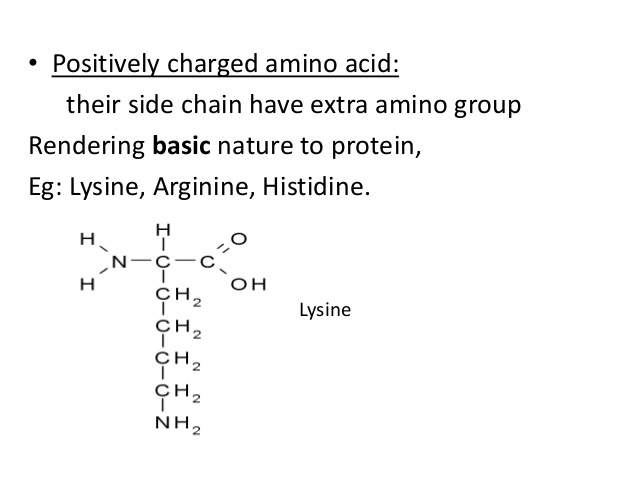 • Positively charged amino acid:
their side chain have extra amino group
Rendering basic nature to protein,
Eg: Lysine, Arginine, Histidine.
H
H O
N—C—C
H OH
CH2
Lysine
CH2
CH2
CH2
NH2